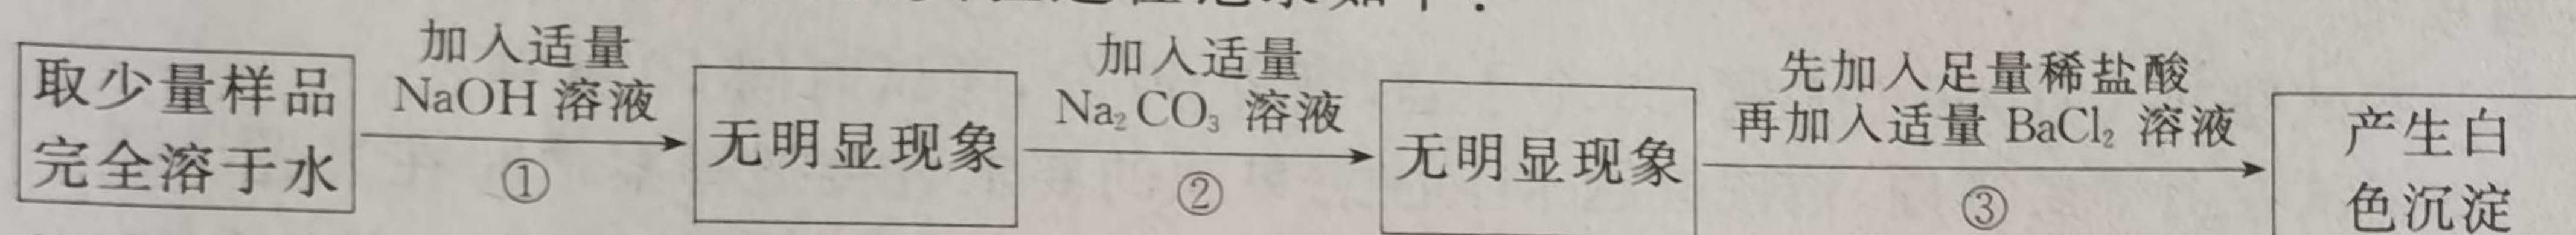 加入适量
NaOH 溶液
①
加入适量
Na₂CO₃ 溶液
②
先加入足量稀盐酸
再加入适量 BaCl₂ 溶液
③
取少量样品
完全溶于水
无明显现象
无明显现象
产生白
色沉淀